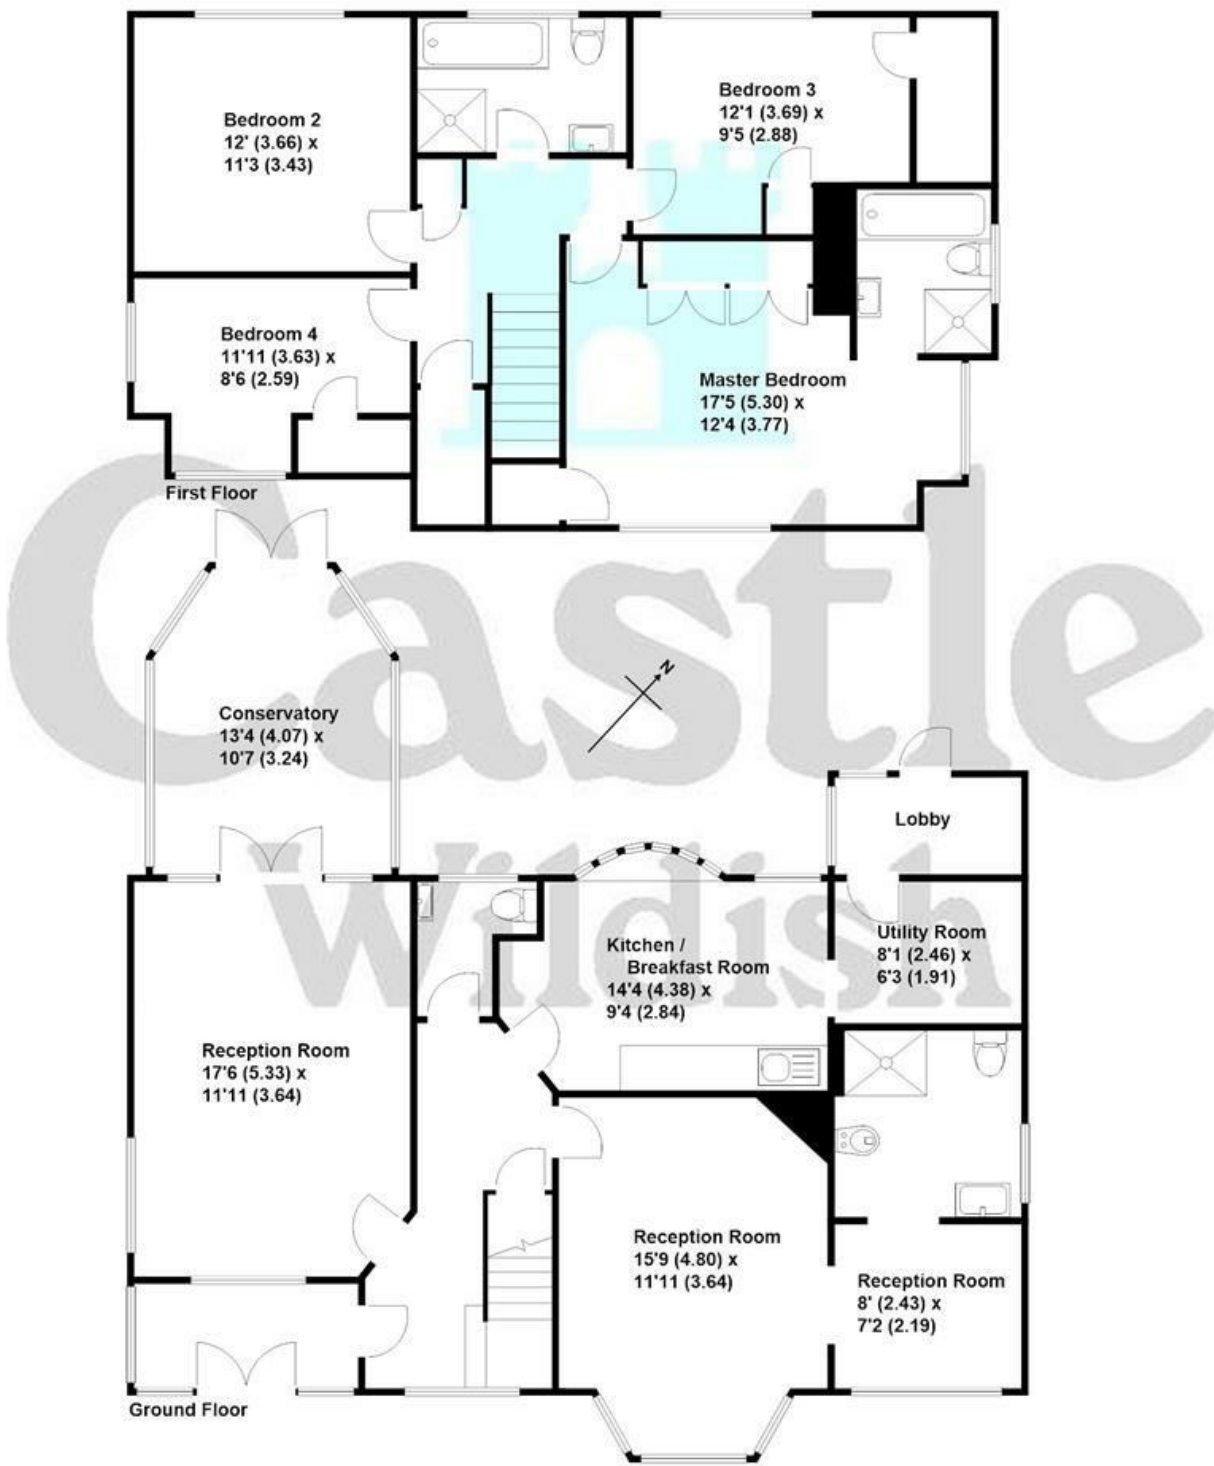 Bedroom 2
12' (3.66) x
11'3 (3.43)
Bedroom 3
12'1 (3.69) x
9'5 (2.88)
Bedroom 4
11'11 (3.63) x
8'6 (2.59)
Master Bedroom
17'5 (5.30) x
12'4 (3.77)
First Floor
Castle
Wildish
N
Conservatory
13'4 (4.07) x
10'7 (3.24)
Lobby
Utility Room
8'1 (2.46) x
6'3 (1.91)
Kitchen /
Breakfast Room
14'4 (4.38) x
9'4 (2.84)
Reception Room
17'6 (5.33) x
11'11 (3.64)
Reception Room
15'9 (4.80) x
11'11 (3.64)
Reception Room
8' (2.43) x
7'2 (2.19)
Ground Floor